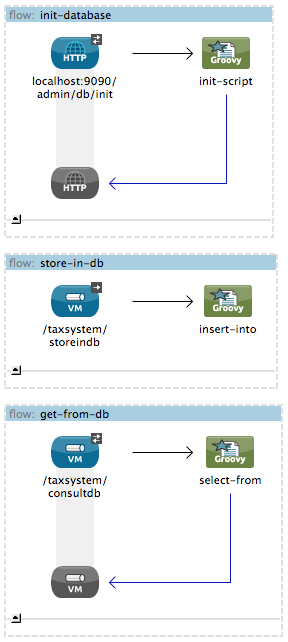 flow: init-database
HTTP
Groovy
localhost:9090/
admin/db/init
init-script
HTTP
flow: store-in-db
VM
Groovy
/taxsystem/
storeindb
insert-into
flow: get-from-db
VM
Groovy
/taxsystem/
consultdb
select-from
VM